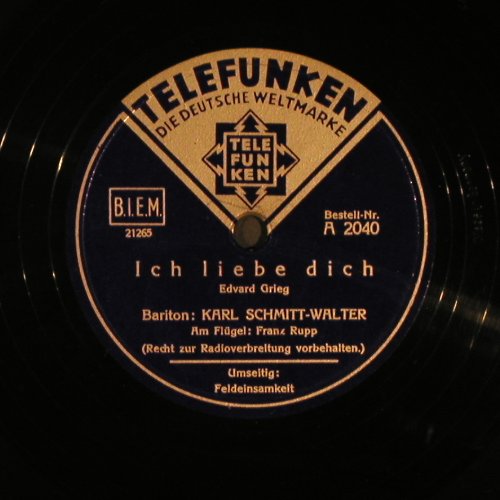 TELEFUNKEN
DIE DEUTSCHE WELTMARKE
TELE
FUN
KEN
B.I.E.M.
21265
Bestell-Nr.
A 2040
Ich liebe dich
Edvard Grieg
Bariton: KARL SCHMITT-WALTER
Am Flügel: Franz Rupp
(Recht zur Radioverbreitung vorbehalten.)
Umseitig:
Feldeinsamkeit